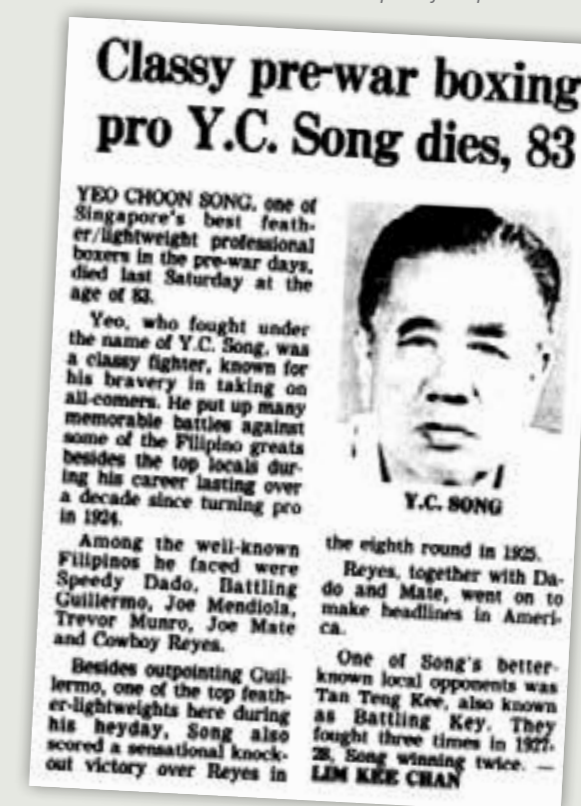 Classy pre-war boxing
pro Y.C. Song dies, 83
YEO CHOON SONG, one of
Singapore's best feath-
er/lightweight professional
boxers in the pre-war days,
died last Saturday at the
age of 83.
Yeo, who fought under
the name of Y.C. Song, was
a classy fighter, known for
his bravery in taking on
all-comers. He put up many
memorable battles against
some of the Filipino greats
besides the top locals dur-
ing his career lasting over
a decade since turning pro
in 1924.
Among the well-known
Filipinos he faced were
Speedy Dado, Battling
Guillermo, Joe Mendiola,
Trevor Munro, Joe Mate
and Cowboy Reyes.
Besides outpointing Guil-
lermo, one of the top feath-
er-lightweights here during
his heyday, Song also
scored a sensational knock-
out victory over Reyes in
Y.C. SONG
the eighth round in 1925.
Reyes, together with Da-
do and Mate, went on to
make headlines in Ameri-
ca.
One of Song's better-
known local opponents was
Tan Teng Kee, also known
as Battling Key. They
fought three times in 1927-
28, Song winning twice. —
LIM KEE CHAN